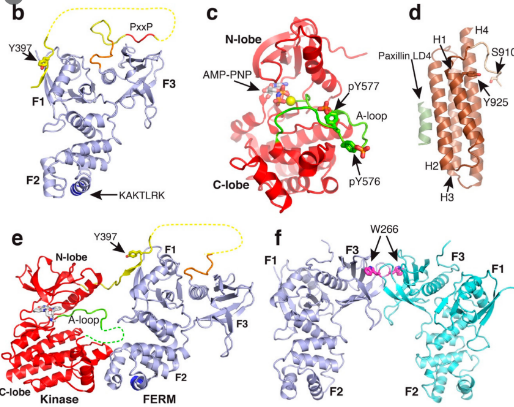 b
PxxP
Y397
F1
F3
F2
KAKTLRK
c
N-lobe
AMP-PNP
pY577
A-loop
C-lobe
pY576
d
H4
H1
S910
Paxillin LD4
Y925
H2
H3
e
Y397
F1
N-lobe
A-loop
F3
C-lobe
F2
Kinase
FERM
f
W266
F3
F1
F3
F1
F2
F2